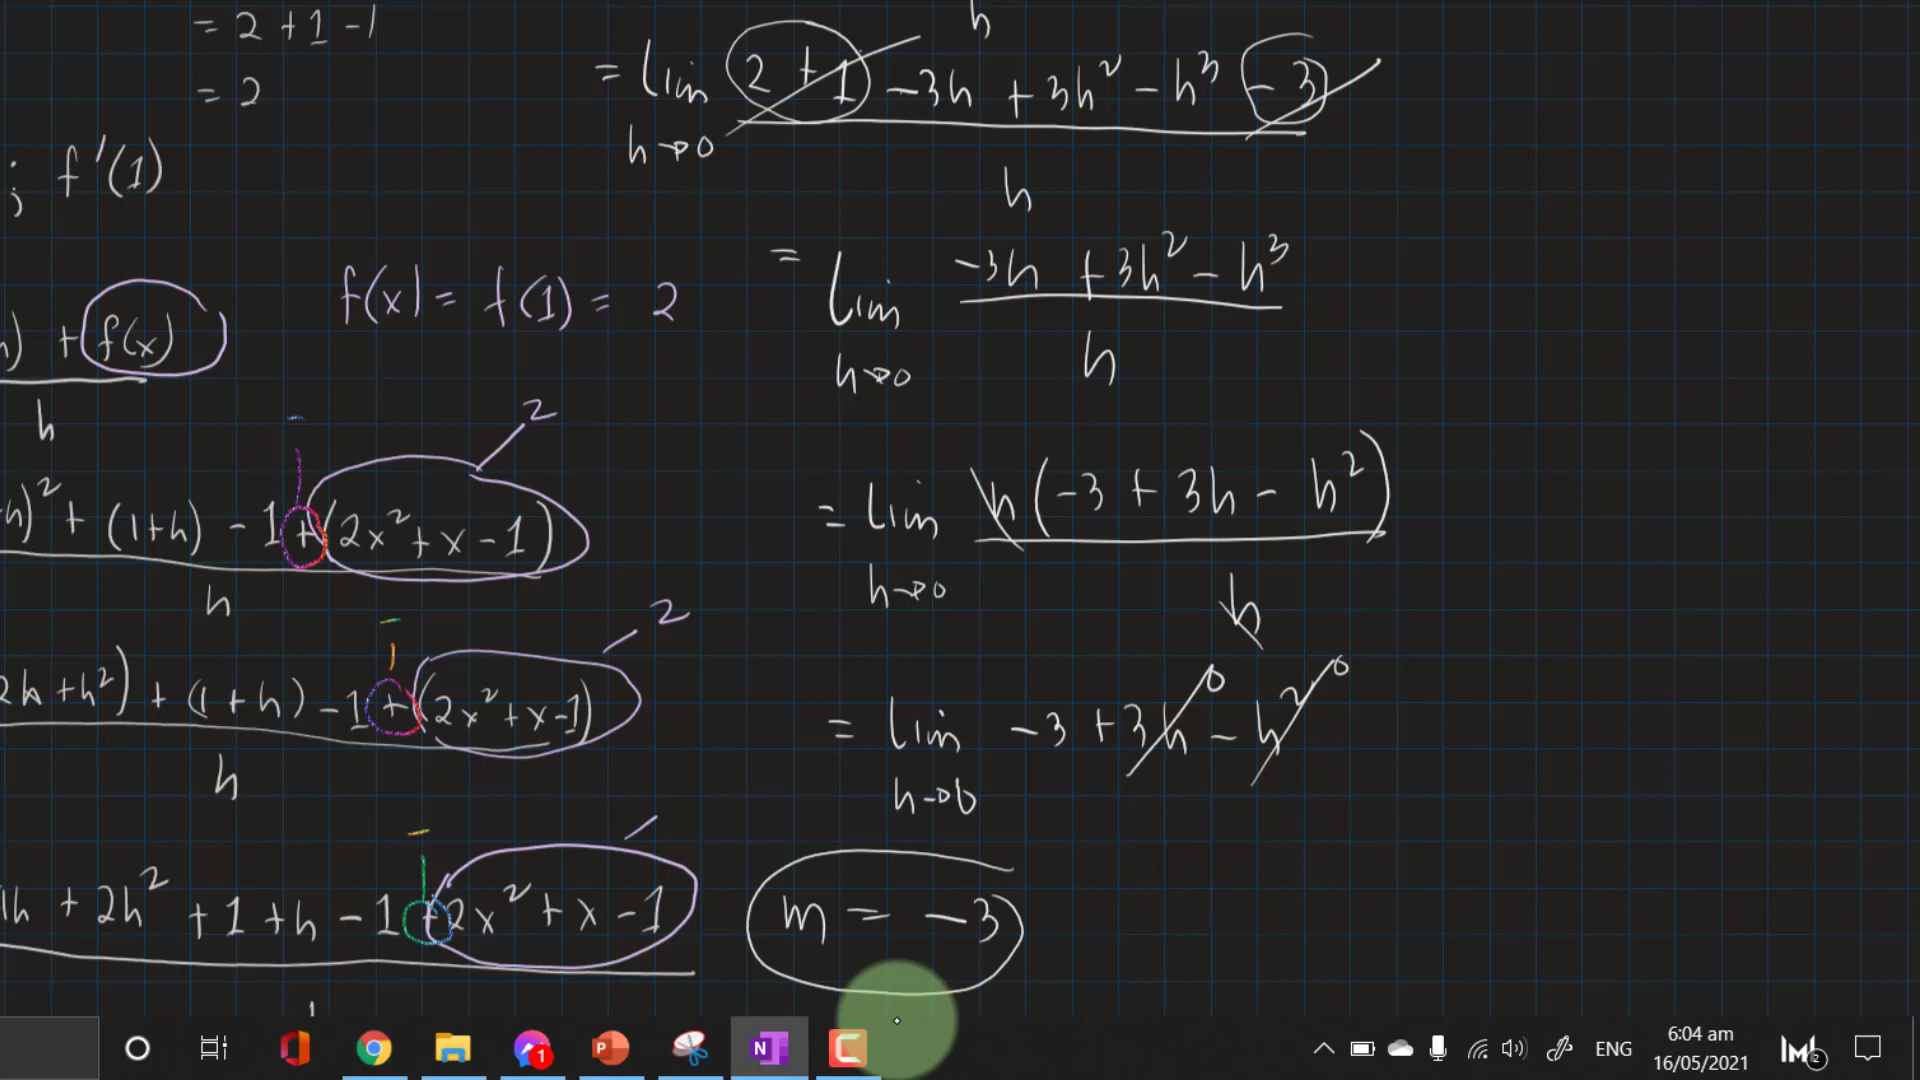 = 2 + 1 - 1
= 2
; f'(1)
f(x) = f(1) = 2
) + f(x)
h
2
h)² + (1+h) - 1 + (2x² + x - 1)
h
2
2h + h²) + (1+h) - 1 + (2x² + x - 1)
h
h + 2h² + 1 + h - 1 + 2x² + x - 1
h
= lim 2 + 1 - 3h + 3h² - h³ - 3
h→0
h
= lim -3h + 3h² - h³
h→0 h
= lim h(-3 + 3h - h²)
h→0
h
0 0
= lim -3 + 3h - h²
h→0
m = -3
1
P
N
C
ENG
6:04 am
16/05/2021
2